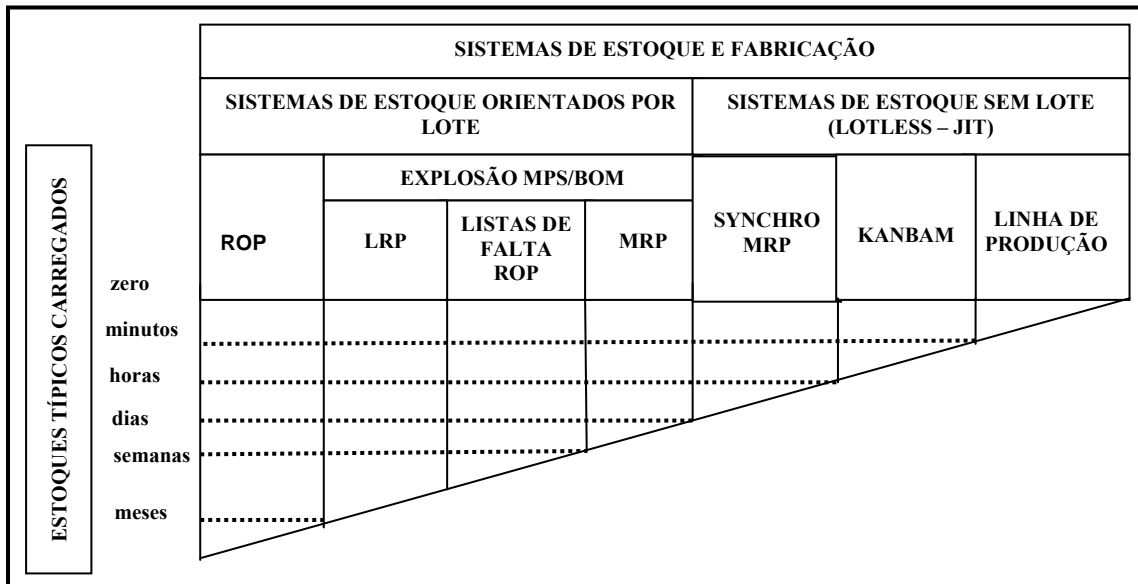 SISTEMAS DE ESTOQUE E FABRICAÇÃO
SISTEMAS DE ESTOQUE ORIENTADOS POR
LOTE
SISTEMAS DE ESTOQUE SEM LOTE
(LOTLESS – JIT)
ESTOQUES TÍPICOS CARREGADOS
ROP
EXPLOSÃO MPS/BOM
LRP
LISTAS DE
FALTA
ROP
MRP
SYNCHRO
MRP
KANBAM
LINHA DE
PRODUÇÃO
zero
minutos
horas
dias
semanas
meses